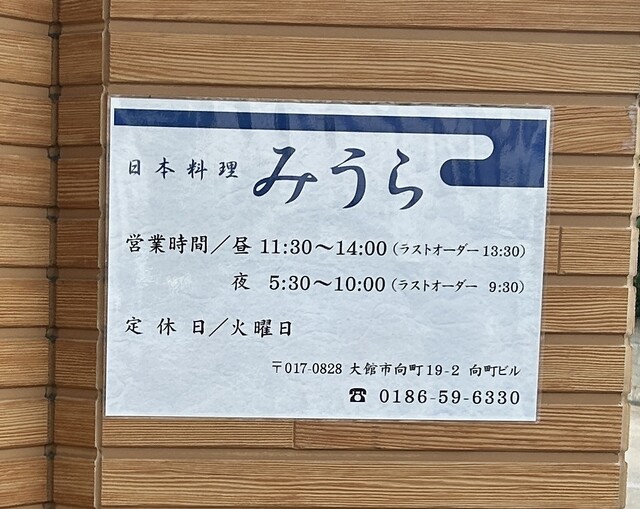 日本料理 みうら
営業時間／昼 11:30～14:00（ラストオーダー13:30）
夜 5:30～10:00（ラストオーダー 9:30）
定休日／火曜日
〒017-0828 大館市向町19-2 向町ビル
☎ 0186-59-6330